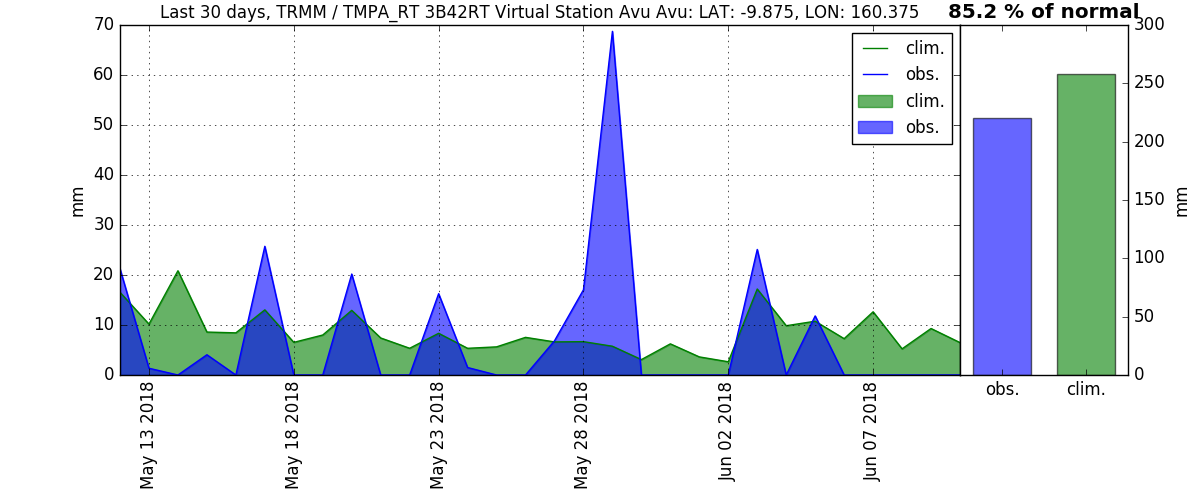 Last 30 days, TRMM / TMPA_RT 3B42RT Virtual Station Avu Avu: LAT: -9.875, LON: 160.375
85.2 % of normal
70
60
50
40
30
20
10
0
mm
clim.
obs.
clim.
obs.
May 13 2018
May 18 2018
May 23 2018
May 28 2018
Jun 02 2018
Jun 07 2018
300
250
200
150
100
50
0
mm
obs.
clim.